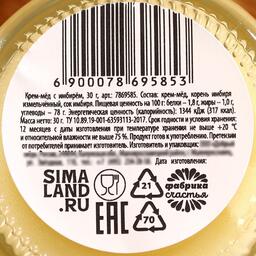 6900078695853
Крем-мёд с имбирём, 30 г, арт. 7869585. Состав: крем-мёд, корень имбиря
измельчённый, сок имбиря. Пищевая ценность на 100 г: белки – 1,8 г, жиры – 1,0 г,
углеводы – 78 г. Энергетическая ценность (калорийность): 1344 кДж (317 ккал).
Масса нетто: 30 г. ТУ 10.89.19-001-63593113-2017. Срок годности и условия хранения:
12 месяцев с даты изготовления при температуре хранения не выше +20 °С
и относительной влажности не выше 75 %. Продукт готов к употреблению. Претензии от
потребителей принимает изготовитель. Изготовитель и упаковщик:
Дата изготовления:
SIMA
LAND
.RU
21
70
фабрика
счастья